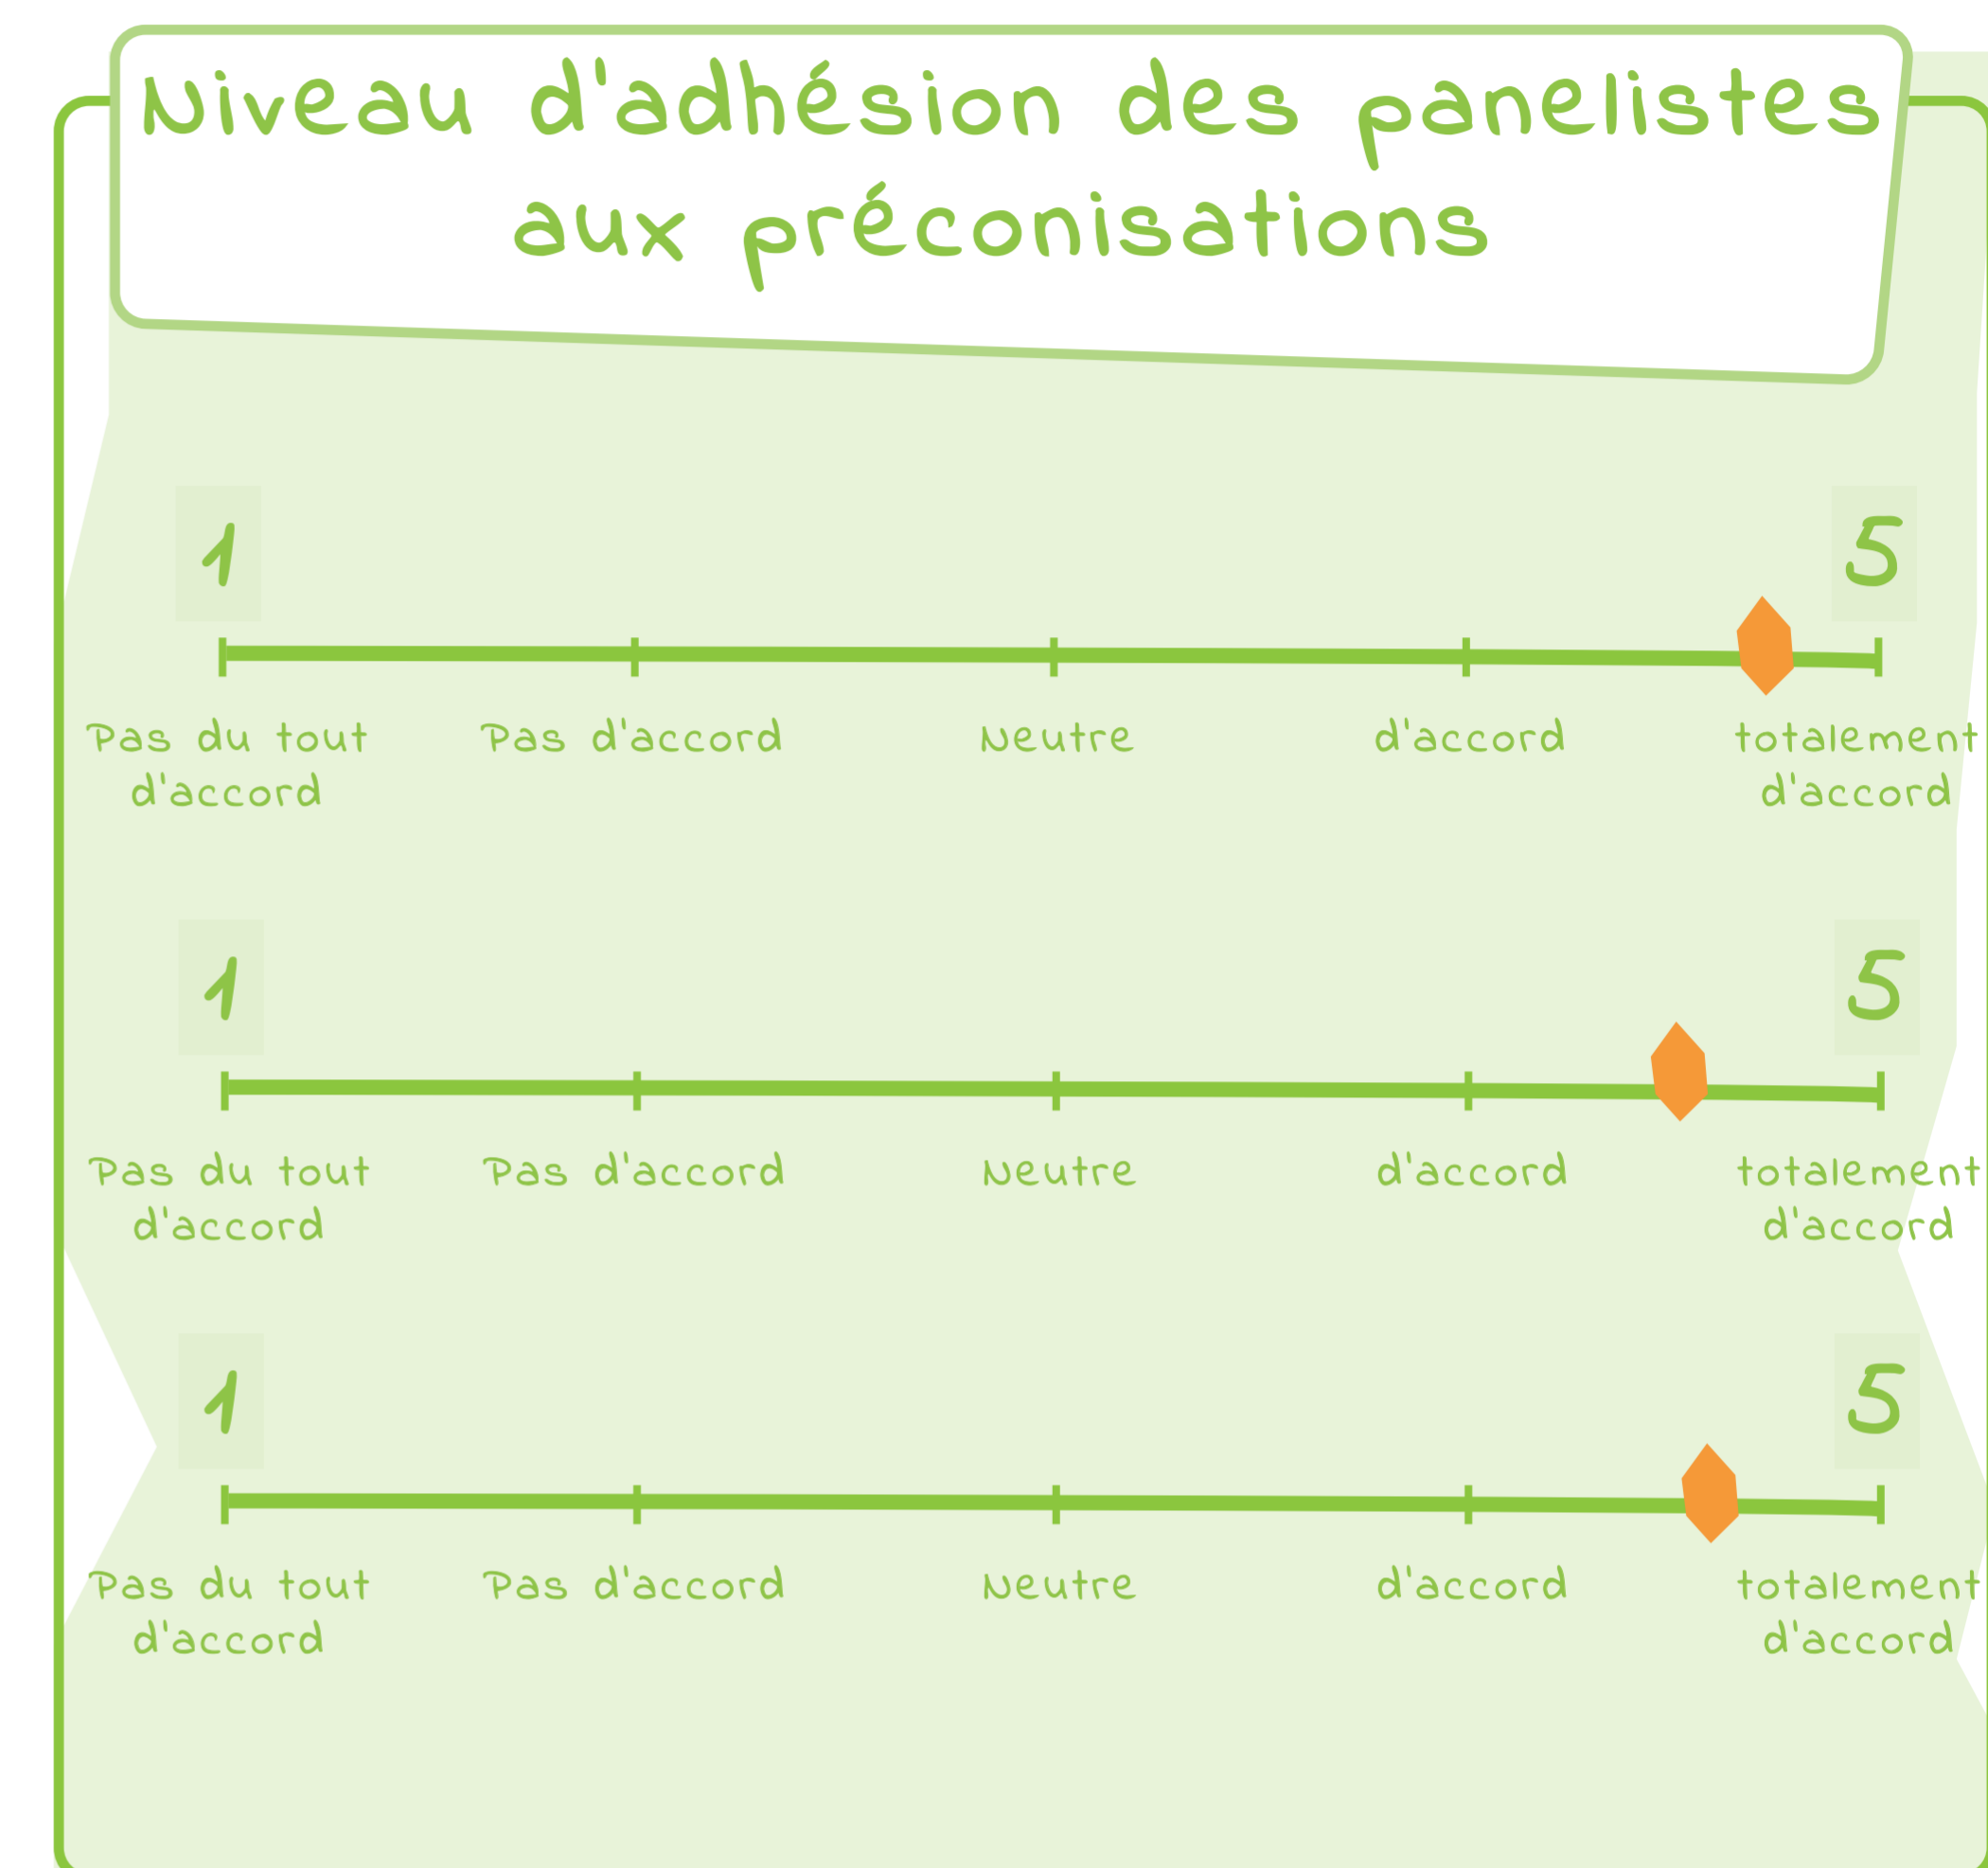 Niveau d'adhésion des panelistes
aux préconisations
1
5
Pas du tout
d'accord
Pas d'accord
Neutre
d'accord
totalement
d'accord
1
5
Pas du tout
d'accord
Pas d'accord
Neutre
d'accord
totalement
d'accord
1
5
Pas du tout
d'accord
Pas d'accord
Neutre
d'accord
totalement
d'accord